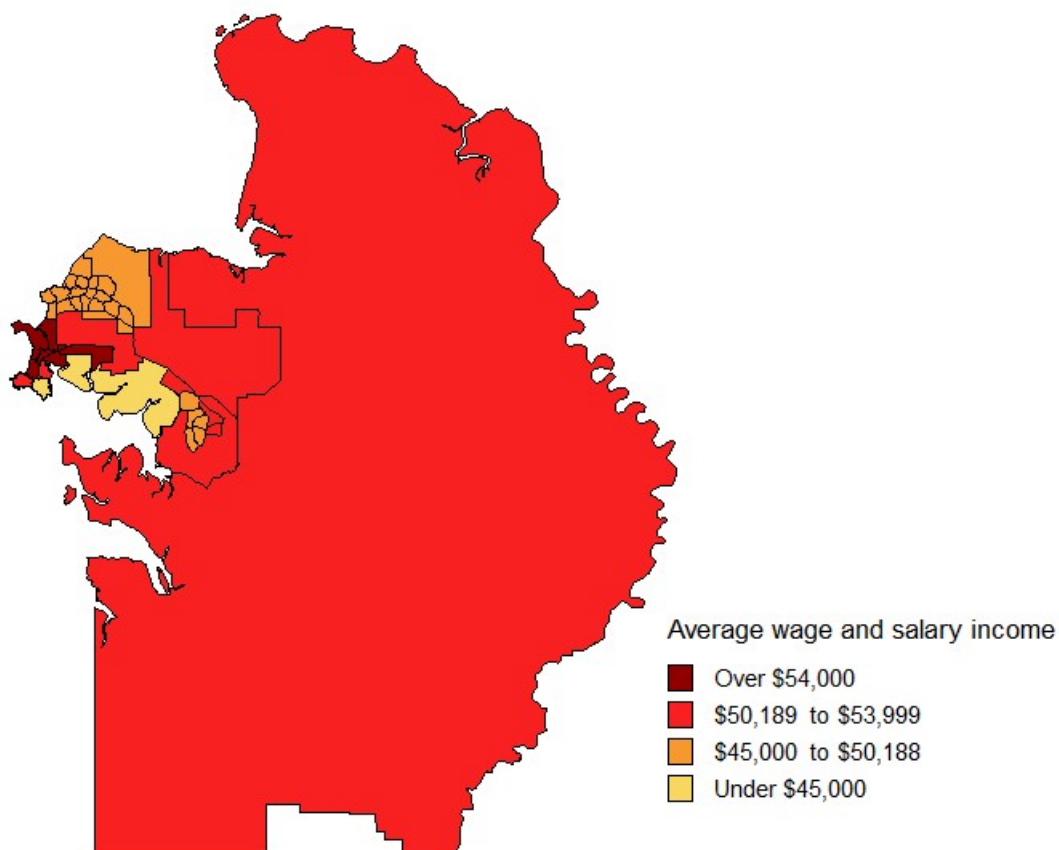 Average wage and salary income
Over $54,000
$50,189 to $53,999
$45,000 to $50,188
Under $45,000